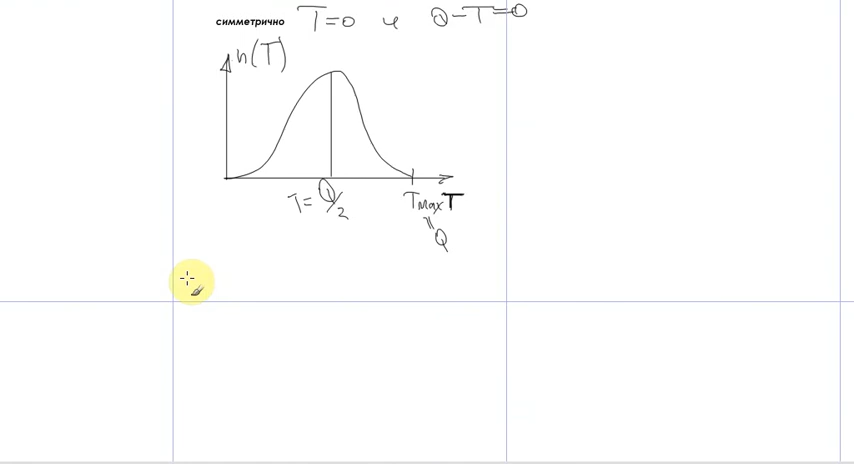 симметрично T=0 и Q-T=0
n(T)
T=Q/2
Tmax T
=
Q